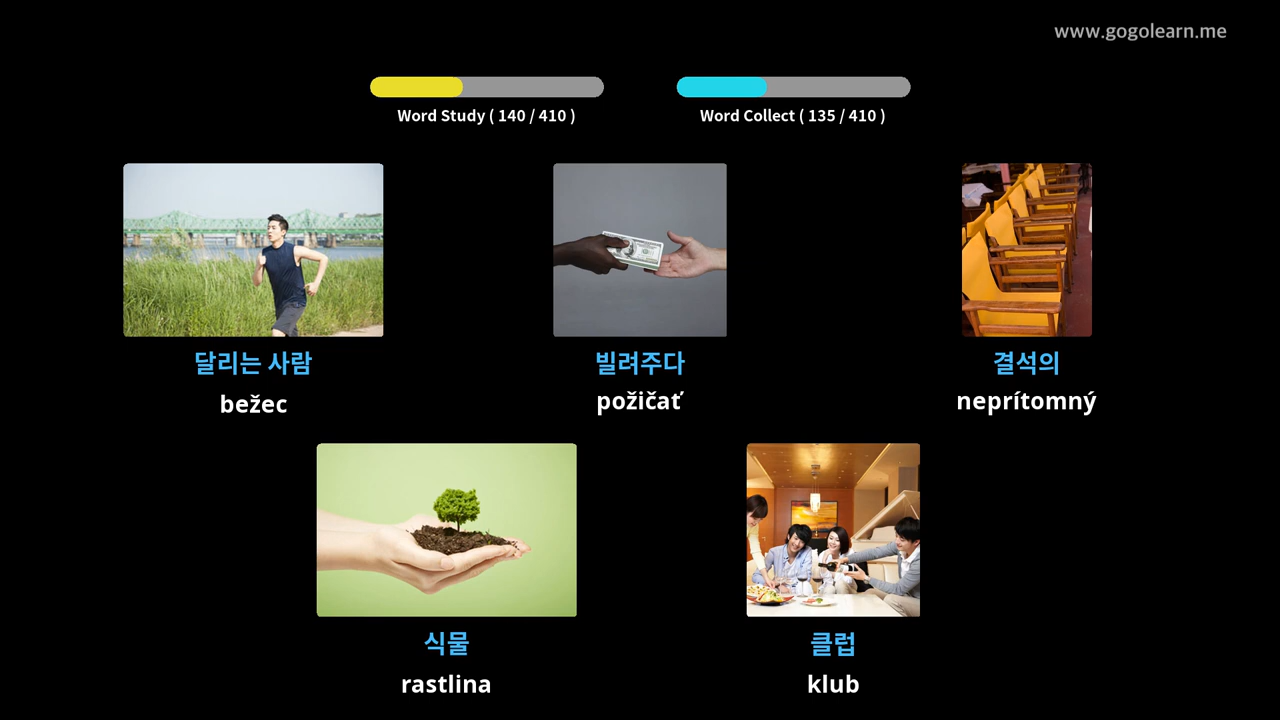 www.gogolearn.me
Word Study ( 140 / 410 )
Word Collect ( 135 / 410 )
달리는 사람
bežec
빌려주다
požičať
결석의
neprítomný
식물
rastlina
클럽
klub